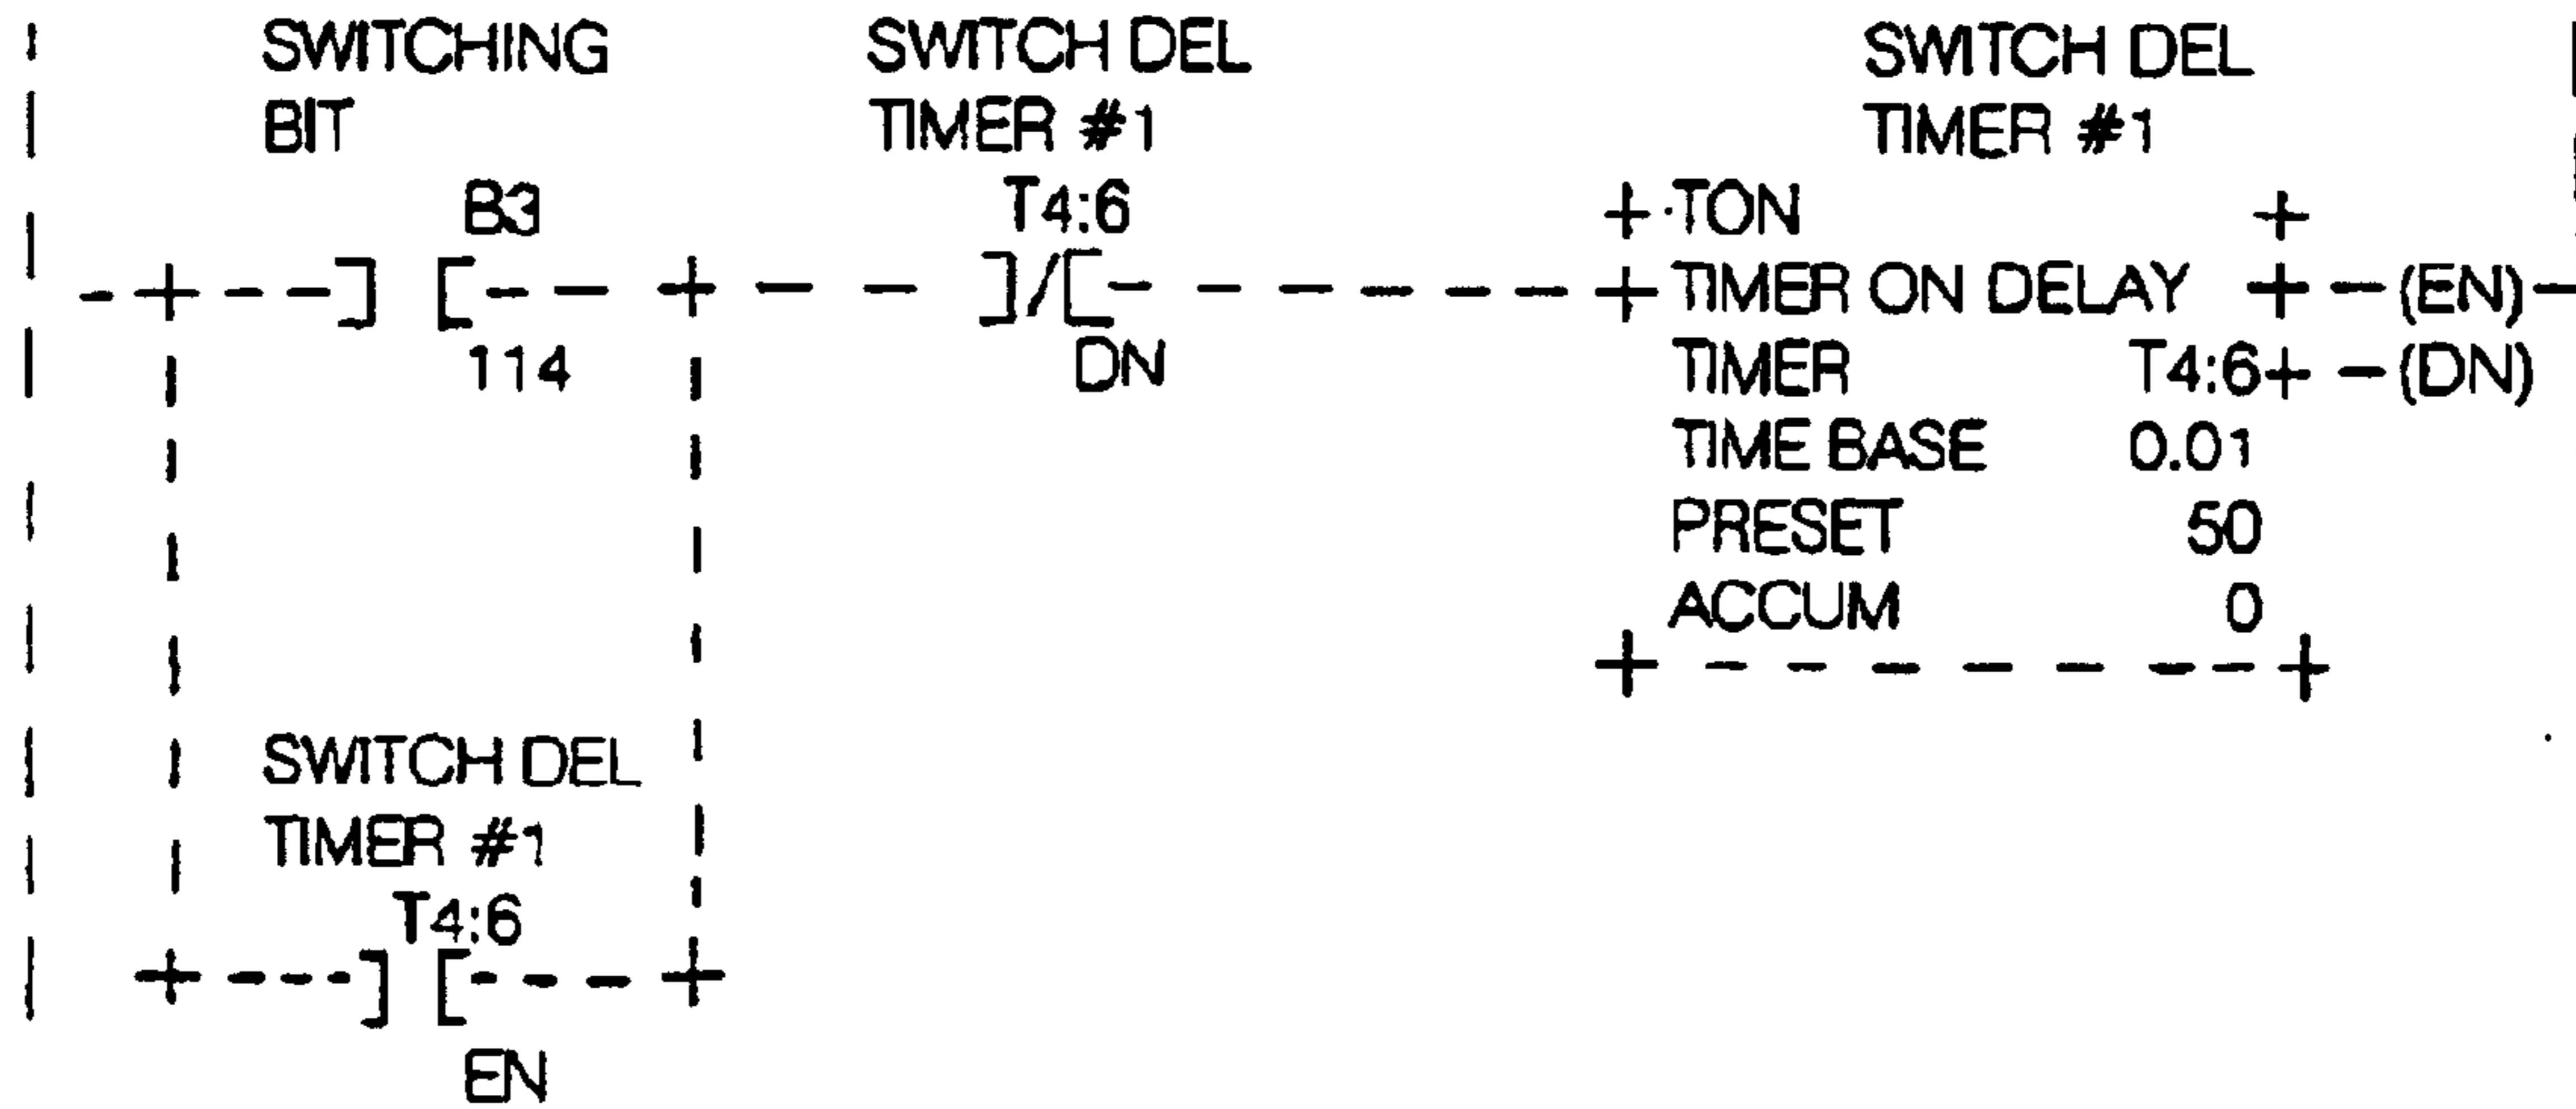 SWITCHING
BIT
B3
] [
114
SWITCH DEL
TIMER #1
T4:6
]/[
DN
SWITCH DEL
TIMER #1
TON
TIMER ON DELAY (EN)
TIMER T4:6 (DN)
TIME BASE 0.01
PRESET 50
ACCUM 0
SWITCH DEL
TIMER #1
T4:6
] [
EN